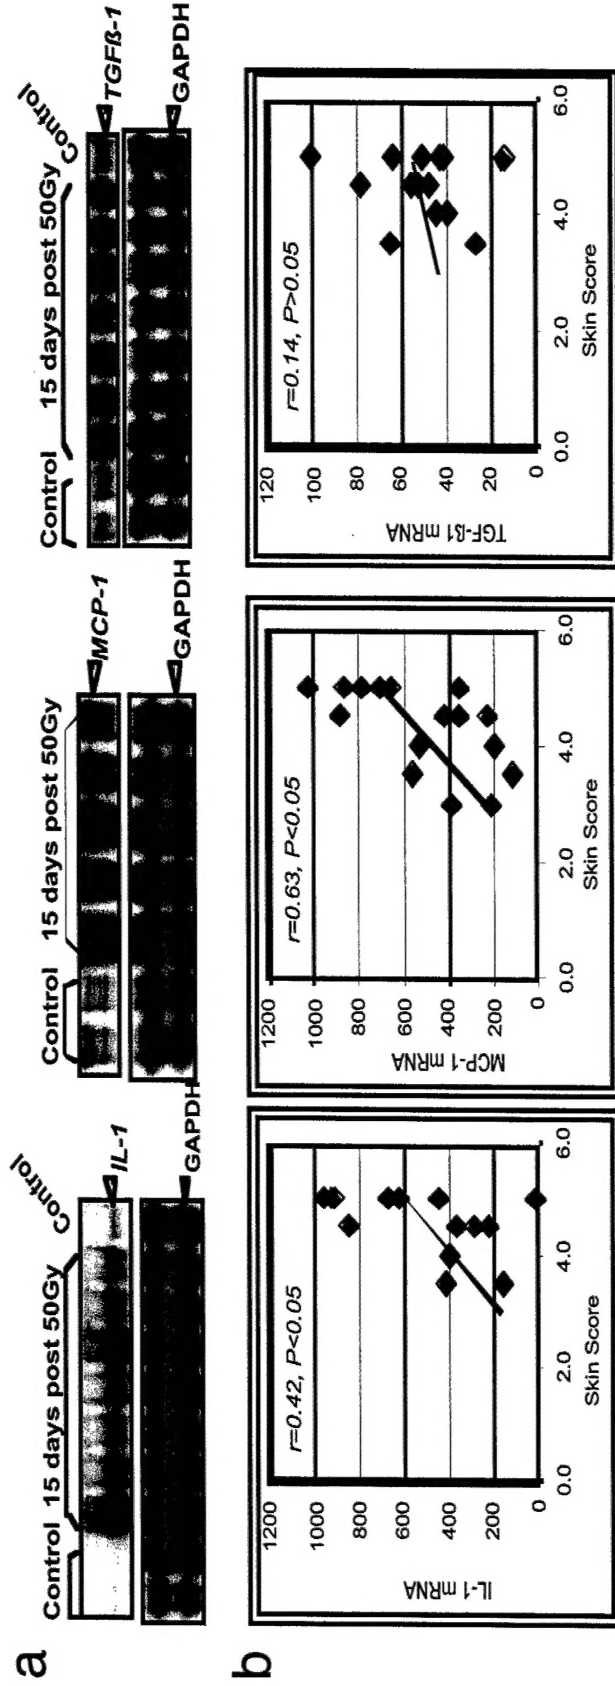 a
Control 15 days post 50Gy Control
IL-1
GAPDH
Control 15 days post 50Gy
MCP-1
GAPDH
Control 15 days post 50Gy Control
TGFß-1
GAPDH
b
r=0.42, P<0.05
1200
1000
800
600
400
200
0
IL-1 mRNA
0.0 2.0 4.0 6.0
Skin Score
r=0.63, P<0.05
1200
1000
800
600
400
200
0
MCP-1 mRNA
0.0 2.0 4.0 6.0
Skin Score
r=0.14, P>0.05
120
100
80
60
40
20
0
TGF-ß1 mRNA
0.0 2.0 4.0 6.0
Skin Score